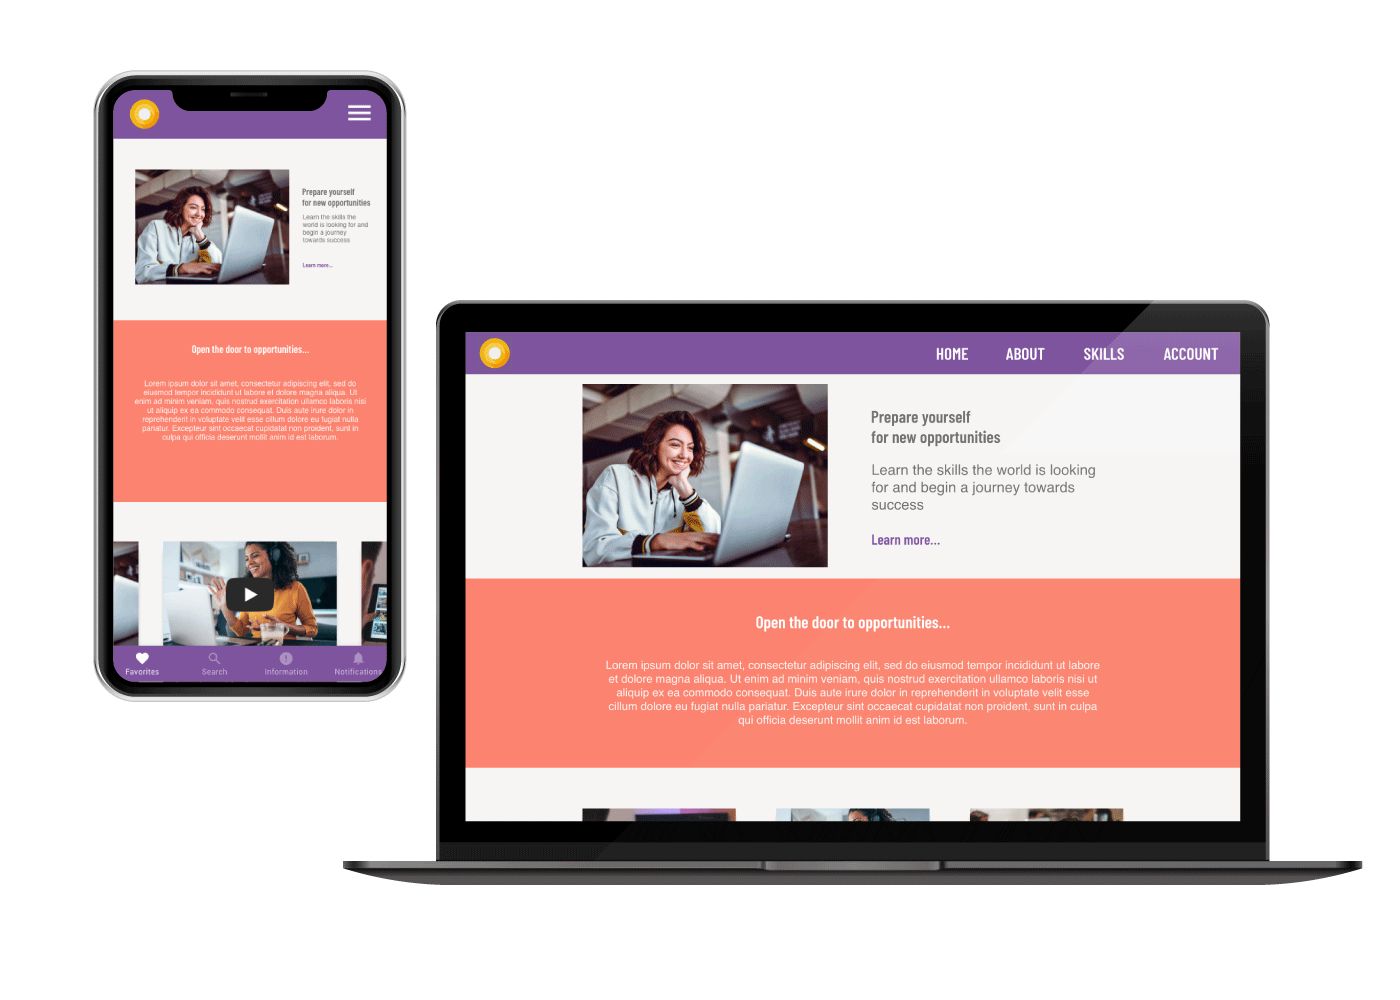 Prepare yourself
for new opportunities
Learn the skills the
world is looking for and
begin a journey
towards success
Learn more...
Open the door to opportunities...
Lorem ipsum dolor sit amet, consectetur adipiscing elit, sed do
eiusmod tempor incididunt ut labore et dolore magna aliqua. Ut
enim ad minim veniam, quis nostrud exercitation ullamco laboris nisi
ut aliquip ex ea commodo consequat. Duis aute irure dolor in
reprehenderit in voluptate velit esse cillum dolore eu fugiat nulla
pariatur. Excepteur sint occaecat cupidatat non proident, sunt in
culpa qui officia deserunt mollit anim id est laborum.
Favorites Search Information Notifications
HOME ABOUT SKILLS ACCOUNT
Prepare yourself
for new opportunities
Learn the skills the world is looking
for and begin a journey towards
success
Learn more...
Open the door to opportunities...
Lorem ipsum dolor sit amet, consectetur adipiscing elit, sed do eiusmod tempor incididunt ut labore
et dolore magna aliqua. Ut enim ad minim veniam, quis nostrud exercitation ullamco laboris nisi ut
aliquip ex ea commodo consequat. Duis aute irure dolor in reprehenderit in voluptate velit esse
cillum dolore eu fugiat nulla pariatur. Excepteur sint occaecat cupidatat non proident, sunt in culpa
qui officia deserunt mollit anim id est laborum.